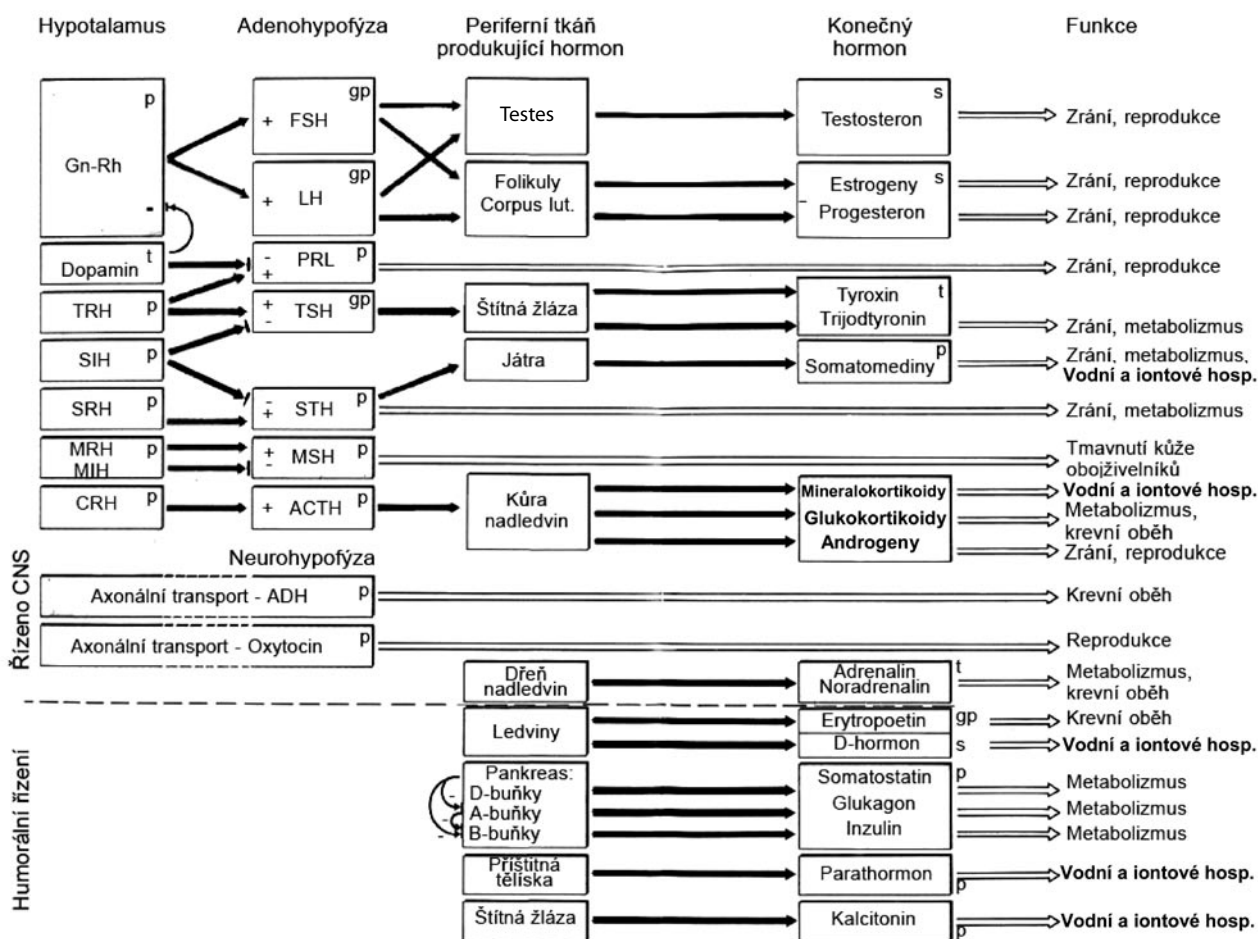 Hypotalamus
Adenohypofýza
Periferní tkáň
produkující hormon
Konečný
hormon
Funkce
p
Gn-Rh
-
gp
+ FSH
Testes
s
Testosteron
Zrání, reprodukce
gp
+ LH
Folikuly
Corpus lut.
s
Estrogeny
-
Progesteron
Zrání, reprodukce
Zrání, reprodukce
Dopamin t
- PRL p
+
Zrání, reprodukce
TRH p
+ TSH gp
-
Štítná žláza
Tyroxin t
Trijodtyronin
Zrání, metabolizmus
SIH p
Játra
Somatomediny p
Zrání, metabolizmus,
Vodní a iontové hosp.
SRH p
- STH p
+
Zrání, metabolizmus
MRH p
MIH
+ MSH p
-
Tmavnutí kůže
obojživelníků
CRH p
+ ACTH p
Kůra
nadledvin
Mineralokortikoidy
Glukokortikoidy
Androgeny
Vodní a iontové hosp.
Metabolizmus,
krevní oběh
Zrání, reprodukce
Řízeno CNS
Neurohypofýza
Axonální transport - ADH p
Krevní oběh
Axonální transport - Oxytocin p
Reprodukce
Dřeň
nadledvin
Adrenalin t
Noradrenalin
Metabolizmus,
krevní oběh
Humorální řízení
Ledviny
Erytropoetin gp
D-hormon s
Krevní oběh
Vodní a iontové hosp.
Pankreas:
- D-buňky
- A-buňky
- B-buňky
Somatostatin p
Glukagon
Inzulin
Metabolizmus
Metabolizmus
Metabolizmus
Příštitná
tělíska
Parathormon p
Vodní a iontové hosp.
Štítná žláza
Kalcitonin p
Vodní a iontové hosp.